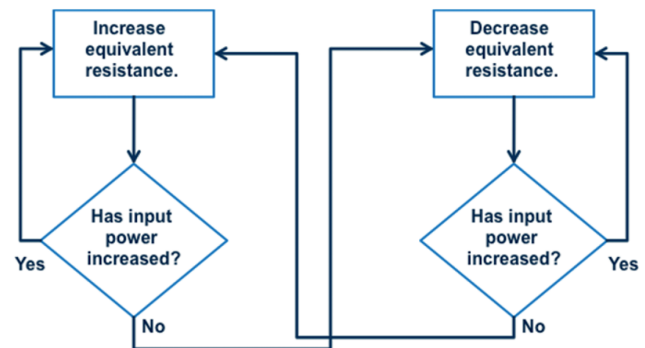 Increase
equivalent
resistance.
Has input
power
increased?
Yes
No
Decrease
equivalent
resistance.
Has input
power
increased?
Yes
No